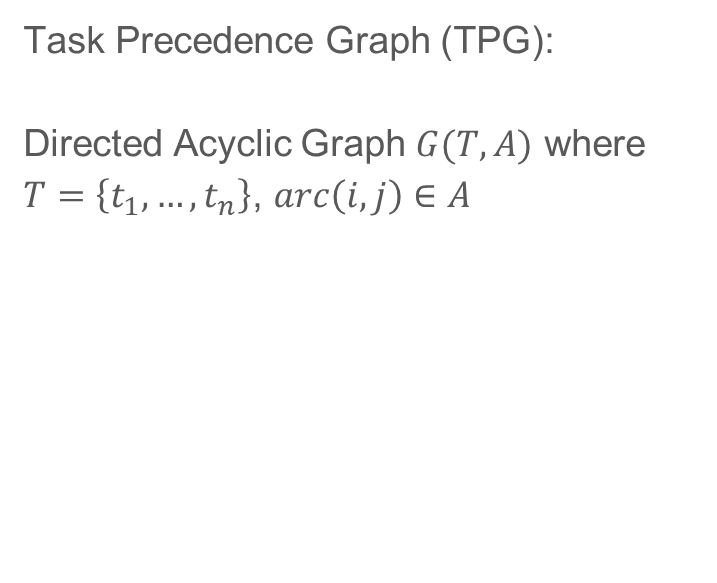 Task Precedence Graph (TPG):
Directed Acyclic Graph G(T, A) where
T = {t₁, …, tₙ}, arc(i, j) ∈ A